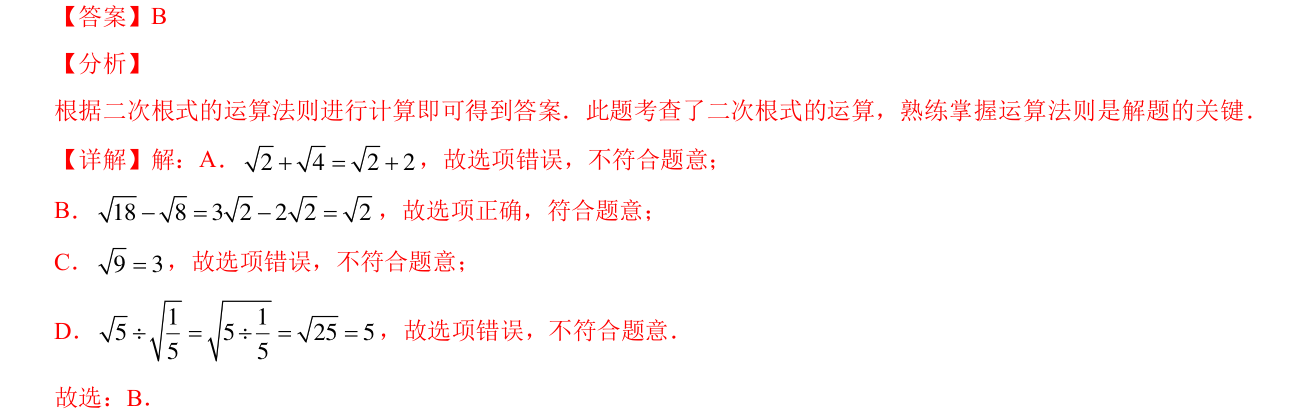 【答案】B
【分析】
根据二次根式的运算法则进行计算即可得到答案．此题考查了二次根式的运算，熟练掌握运算法则是解题的关键．
【详解】解：A． √2+√4=√2+2，故选项错误，不符合题意；
B． √18−√8=3√2−2√2=√2，故选项正确，符合题意；
C． √9=3，故选项错误，不符合题意；
D． √5÷√(1/5)=√(5÷1/5)=√25=5，故选项错误，不符合题意．
故选：B．